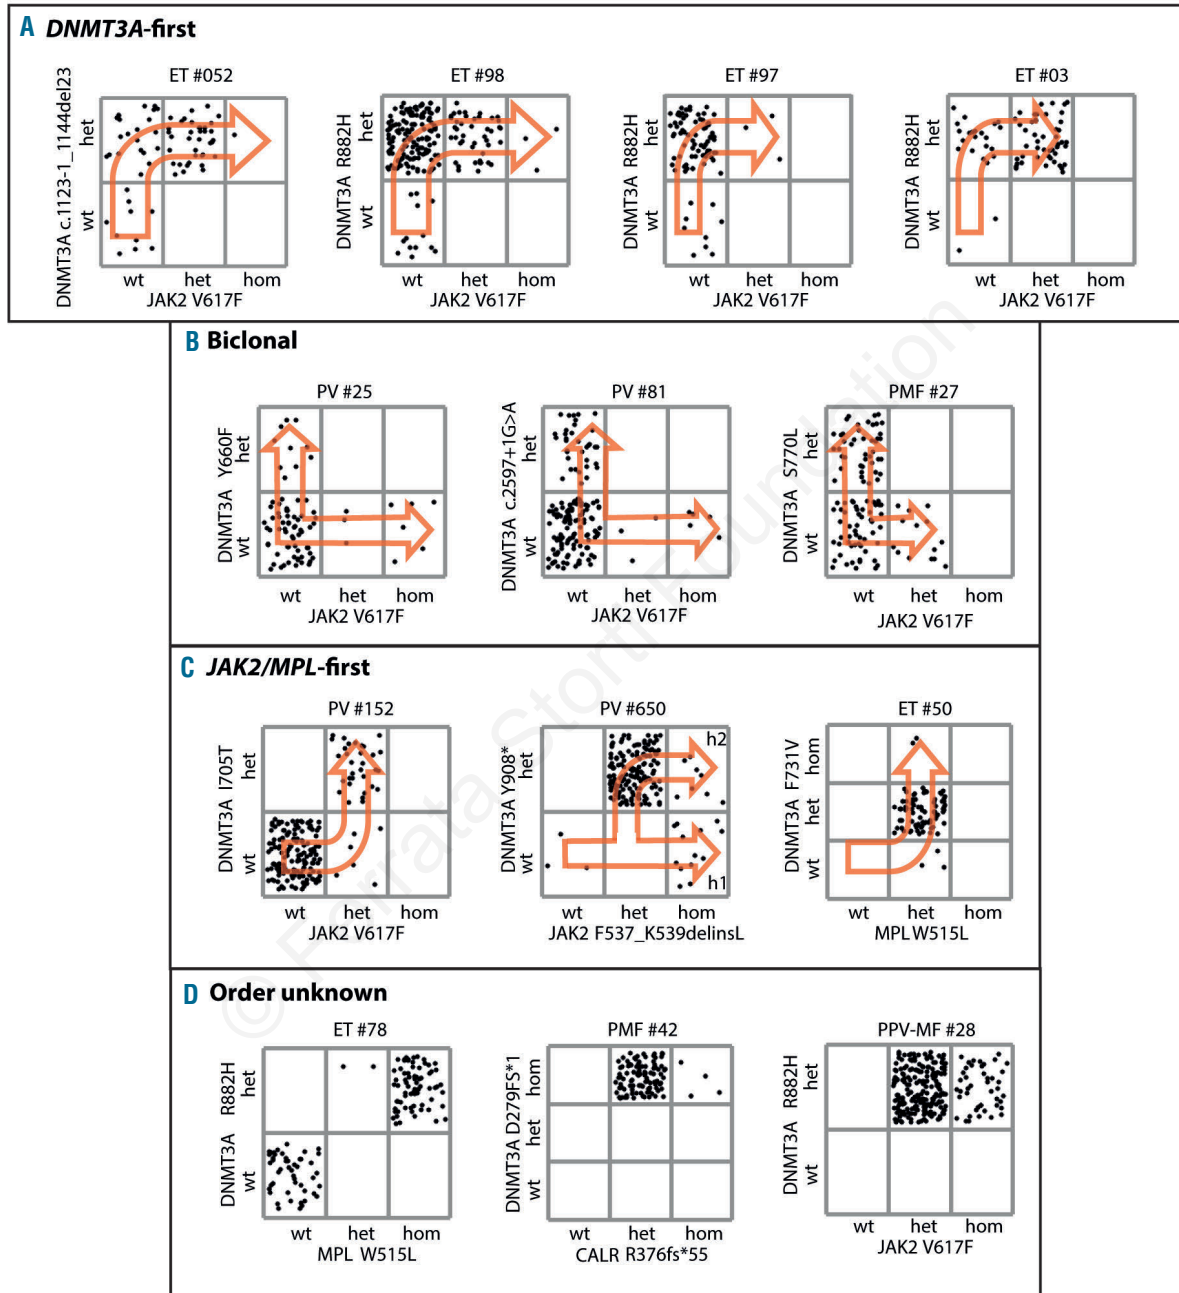 A DNMT3A-first
ET #052
ET #98
ET #97
ET #03
DNMT3A c.1123-1_1144del23
het
wt
wt het hom
JAK2 V617F
DNMT3A R882H
het
wt
wt het hom
JAK2 V617F
DNMT3A R882H
het
wt
wt het hom
JAK2 V617F
DNMT3A R882H
het
wt
wt het hom
JAK2 V617F
B Biclonal
PV #25
PV #81
PMF #27
DNMT3A Y660F
het
wt
wt het hom
JAK2 V617F
DNMT3A c.2597+1G>A
het
wt
wt het hom
JAK2 V617F
DNMT3A S770L
het
wt
wt het hom
JAK2 V617F
C JAK2/MPL-first
PV #152
PV #650
ET #50
DNMT3A I705T
het
wt
wt het hom
JAK2 V617F
DNMT3A Y908*
het
wt
h2
h1
wt het hom
JAK2 F537_K539delinsL
DNMT3A F731V
hom
het
wt
wt het hom
MPLW515L
D Order unknown
ET #78
PMF #42
PPV-MF #28
DNMT3A R882H
het
wt
wt het hom
MPL W515L
DNMT3A D279FS*1
hom
het
wt
wt het hom
CALR R376fs*55
DNMT3A R882H
het
wt
wt het hom
JAK2 V617F
© Ferrata Storti Foundation